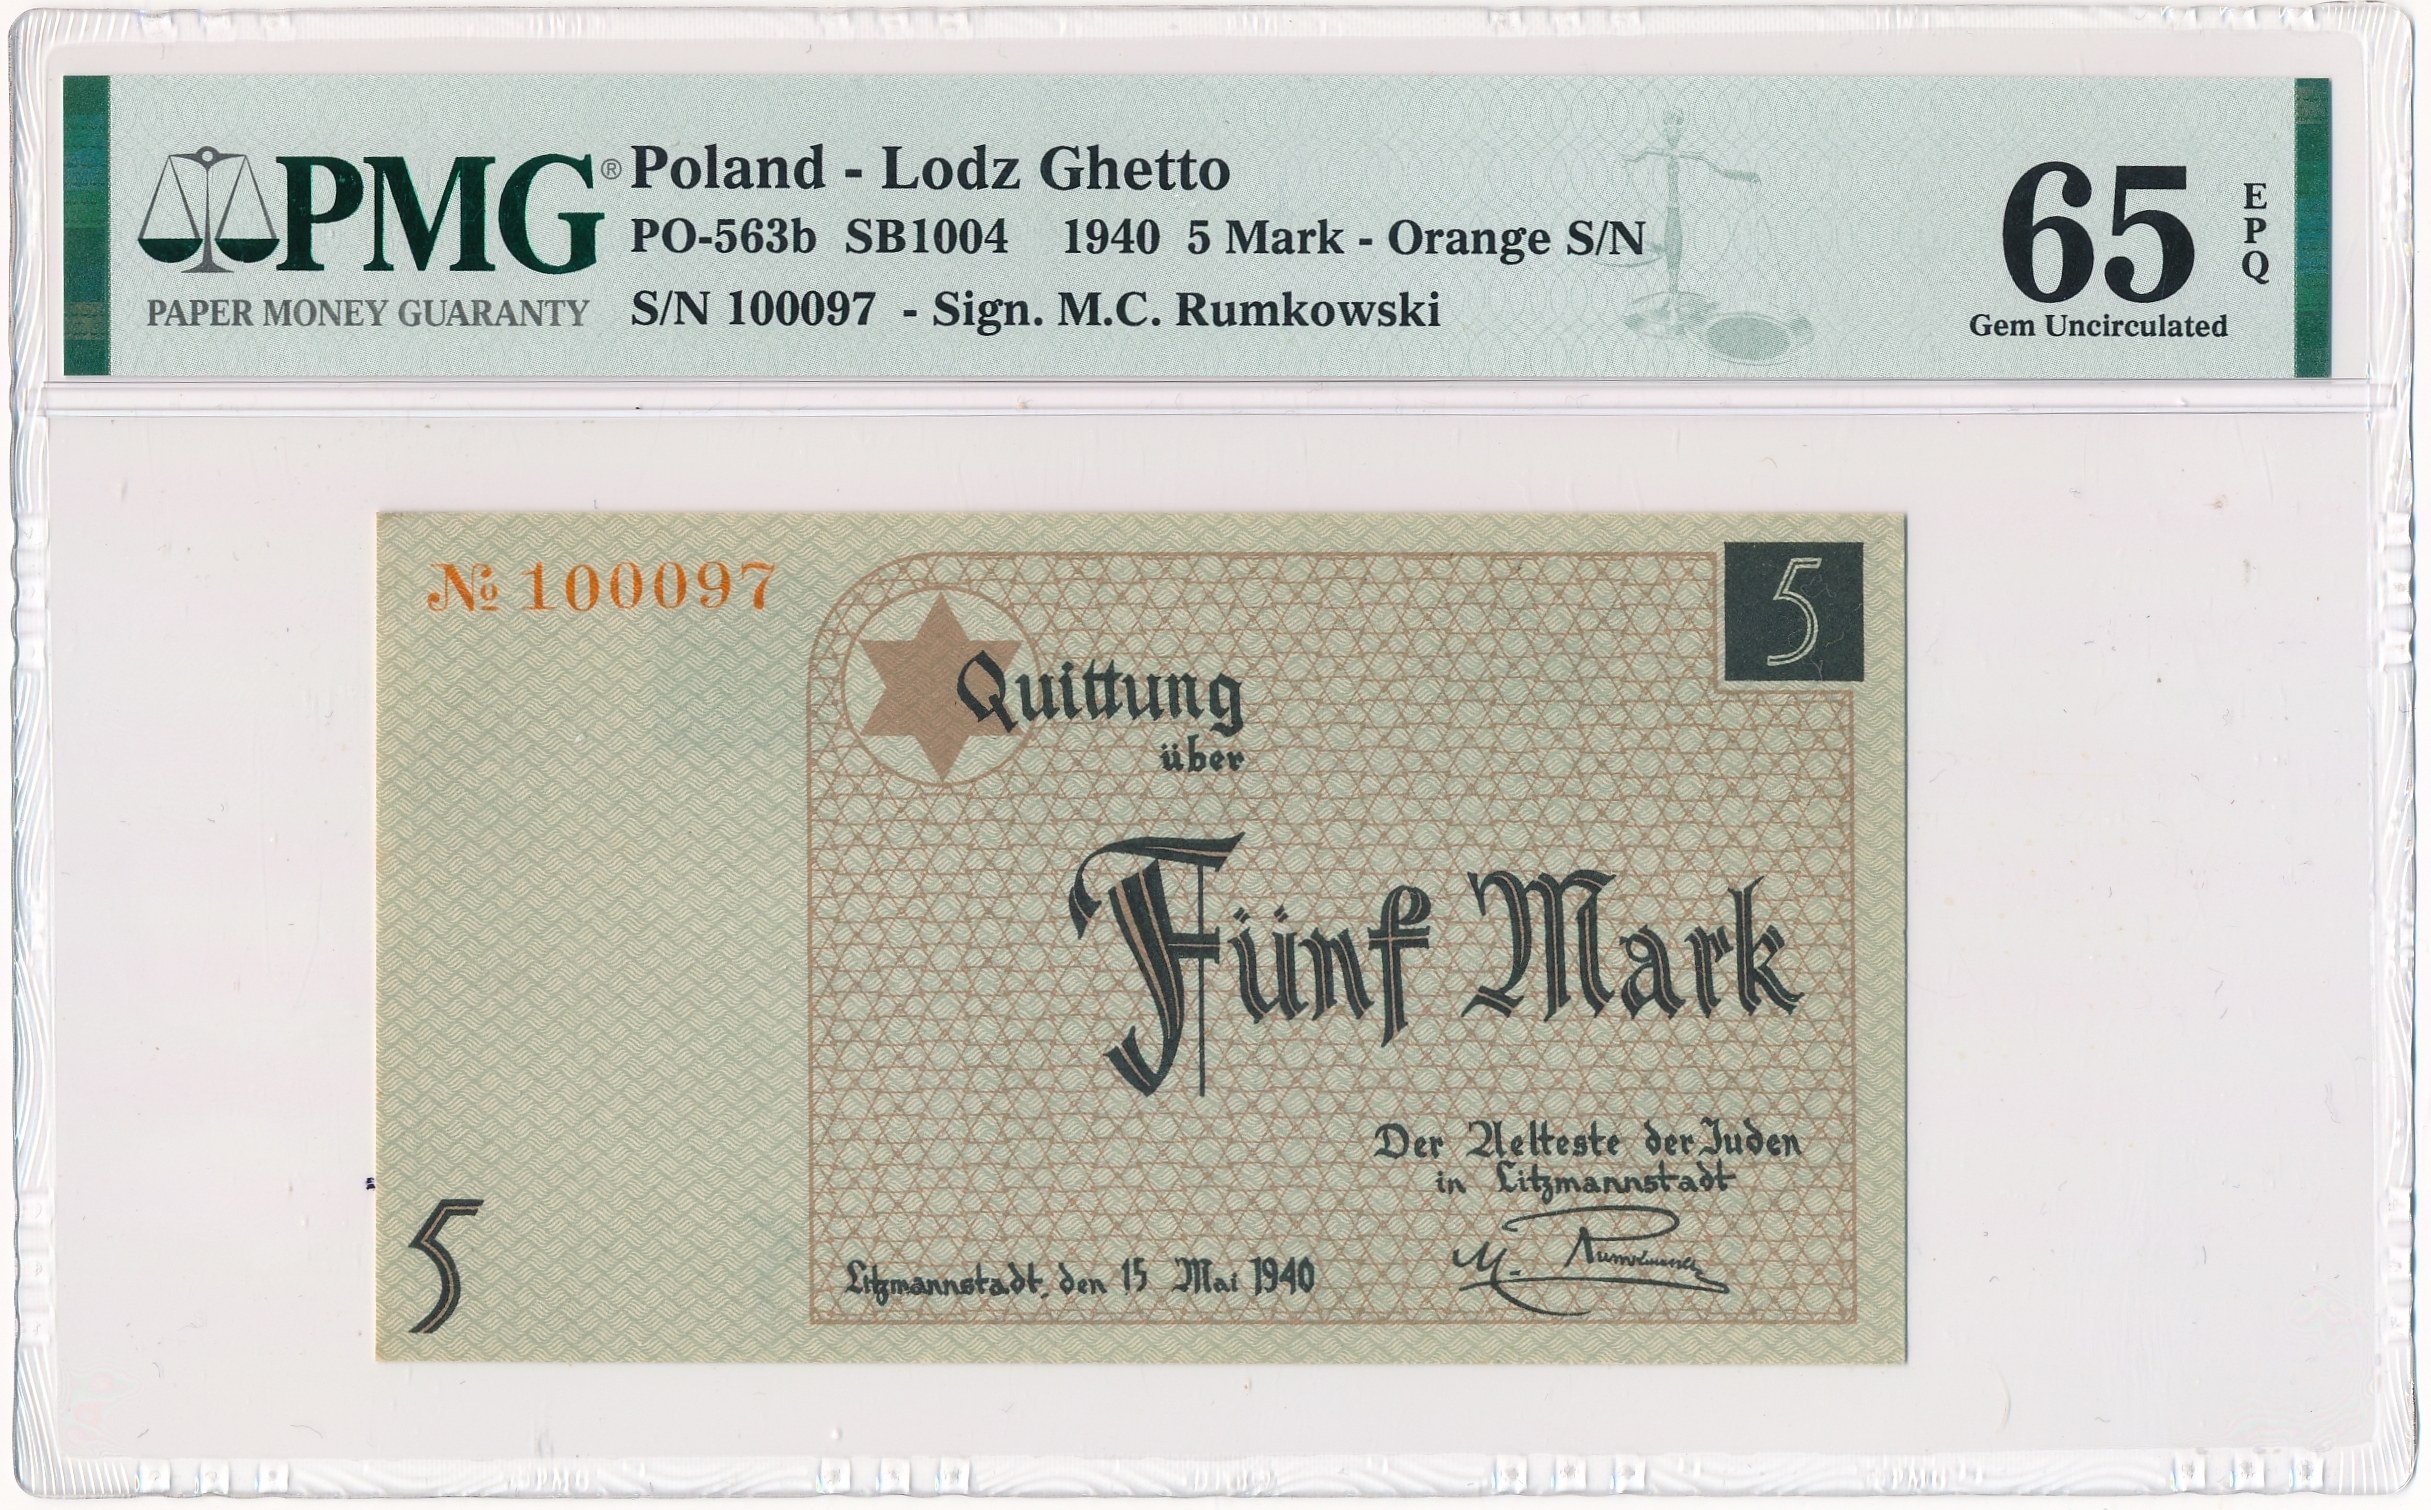 PMG®
PAPER MONEY GUARANTY
Poland - Lodz Ghetto
PO-563b SB1004 1940 5 Mark - Orange S/N
S/N 100097 - Sign. M.C. Rumkowski
65
EPQ
Gem Uncirculated
№ 100097
5
Quittung
über
Fünf Mark
Der Aelteste der Juden
in Litzmannstadt
Litzmannstadt, den 15 Mai 1940
M. Rumkowski
5